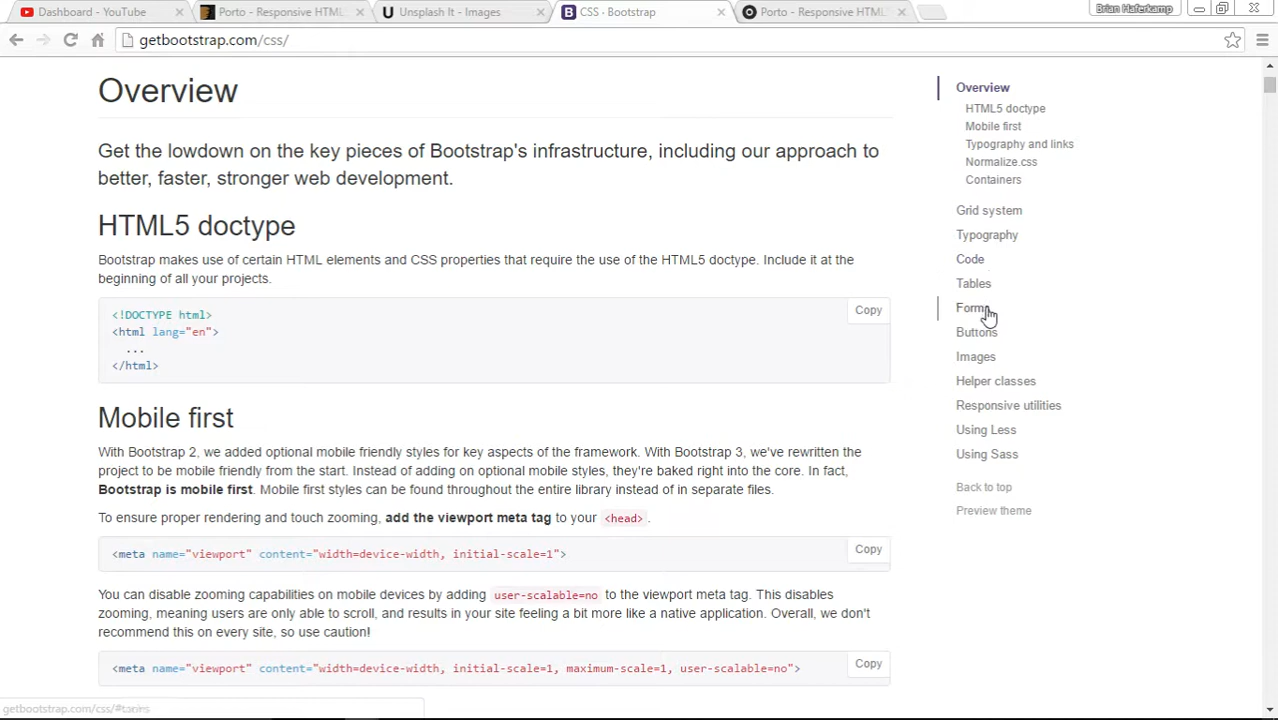 Dashboard - YouTube
Porto - Responsive HTML
Unsplash It - Images
CSS · Bootstrap
Porto - Responsive HTML
Brian Haferkamp
getbootstrap.com/css/
Overview
Get the lowdown on the key pieces of Bootstrap's infrastructure, including our approach to
better, faster, stronger web development.
HTML5 doctype
Bootstrap makes use of certain HTML elements and CSS properties that require the use of the HTML5 doctype. Include it at the
beginning of all your projects.
Copy
<!DOCTYPE html>
<html lang="en">
...
</html>
Mobile first
With Bootstrap 2, we added optional mobile friendly styles for key aspects of the framework. With Bootstrap 3, we've rewritten the
project to be mobile friendly from the start. Instead of adding on optional mobile styles, they're baked right into the core. In fact,
Bootstrap is mobile first. Mobile first styles can be found throughout the entire library instead of in separate files.
To ensure proper rendering and touch zooming, add the viewport meta tag to your <head>.
Copy
<meta name="viewport" content="width=device-width, initial-scale=1">
You can disable zooming capabilities on mobile devices by adding user-scalable=no to the viewport meta tag. This disables
zooming, meaning users are only able to scroll, and results in your site feeling a bit more like a native application. Overall, we don't
recommend this on every site, so use caution!
Copy
<meta name="viewport" content="width=device-width, initial-scale=1, maximum-scale=1, user-scalable=no">
Overview
HTML5 doctype
Mobile first
Typography and links
Normalize.css
Containers
Grid system
Typography
Code
Tables
Forms
Buttons
Images
Helper classes
Responsive utilities
Using Less
Using Sass
Back to top
Preview theme